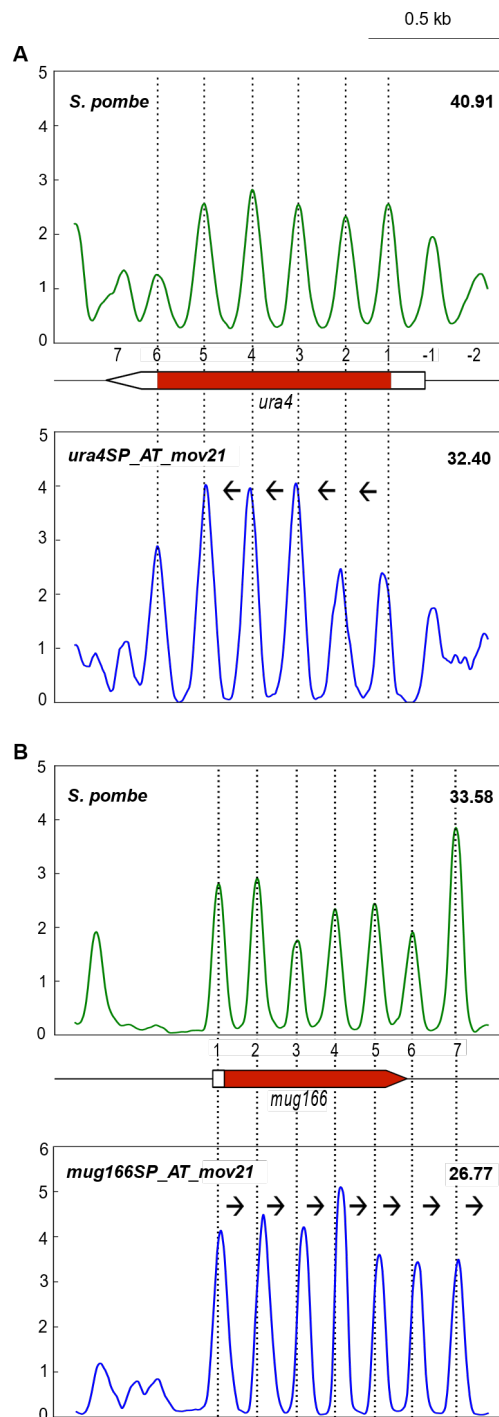 0.5 kb
A
5
S. pombe 40.91
4
3
2
1
0
7 6 5 4 3 2 1 -1 -2
ura4
5
ura4SP_AT_mov21 32.40
4 ← ← ← ←
3
2
1
0
B
5
S. pombe 33.58
4
3
2
1
0
1 2 3 4 5 6 7
mug166
6
mug166SP_AT_mov21 26.77
5 → → → → → → →
4
3
2
1
0